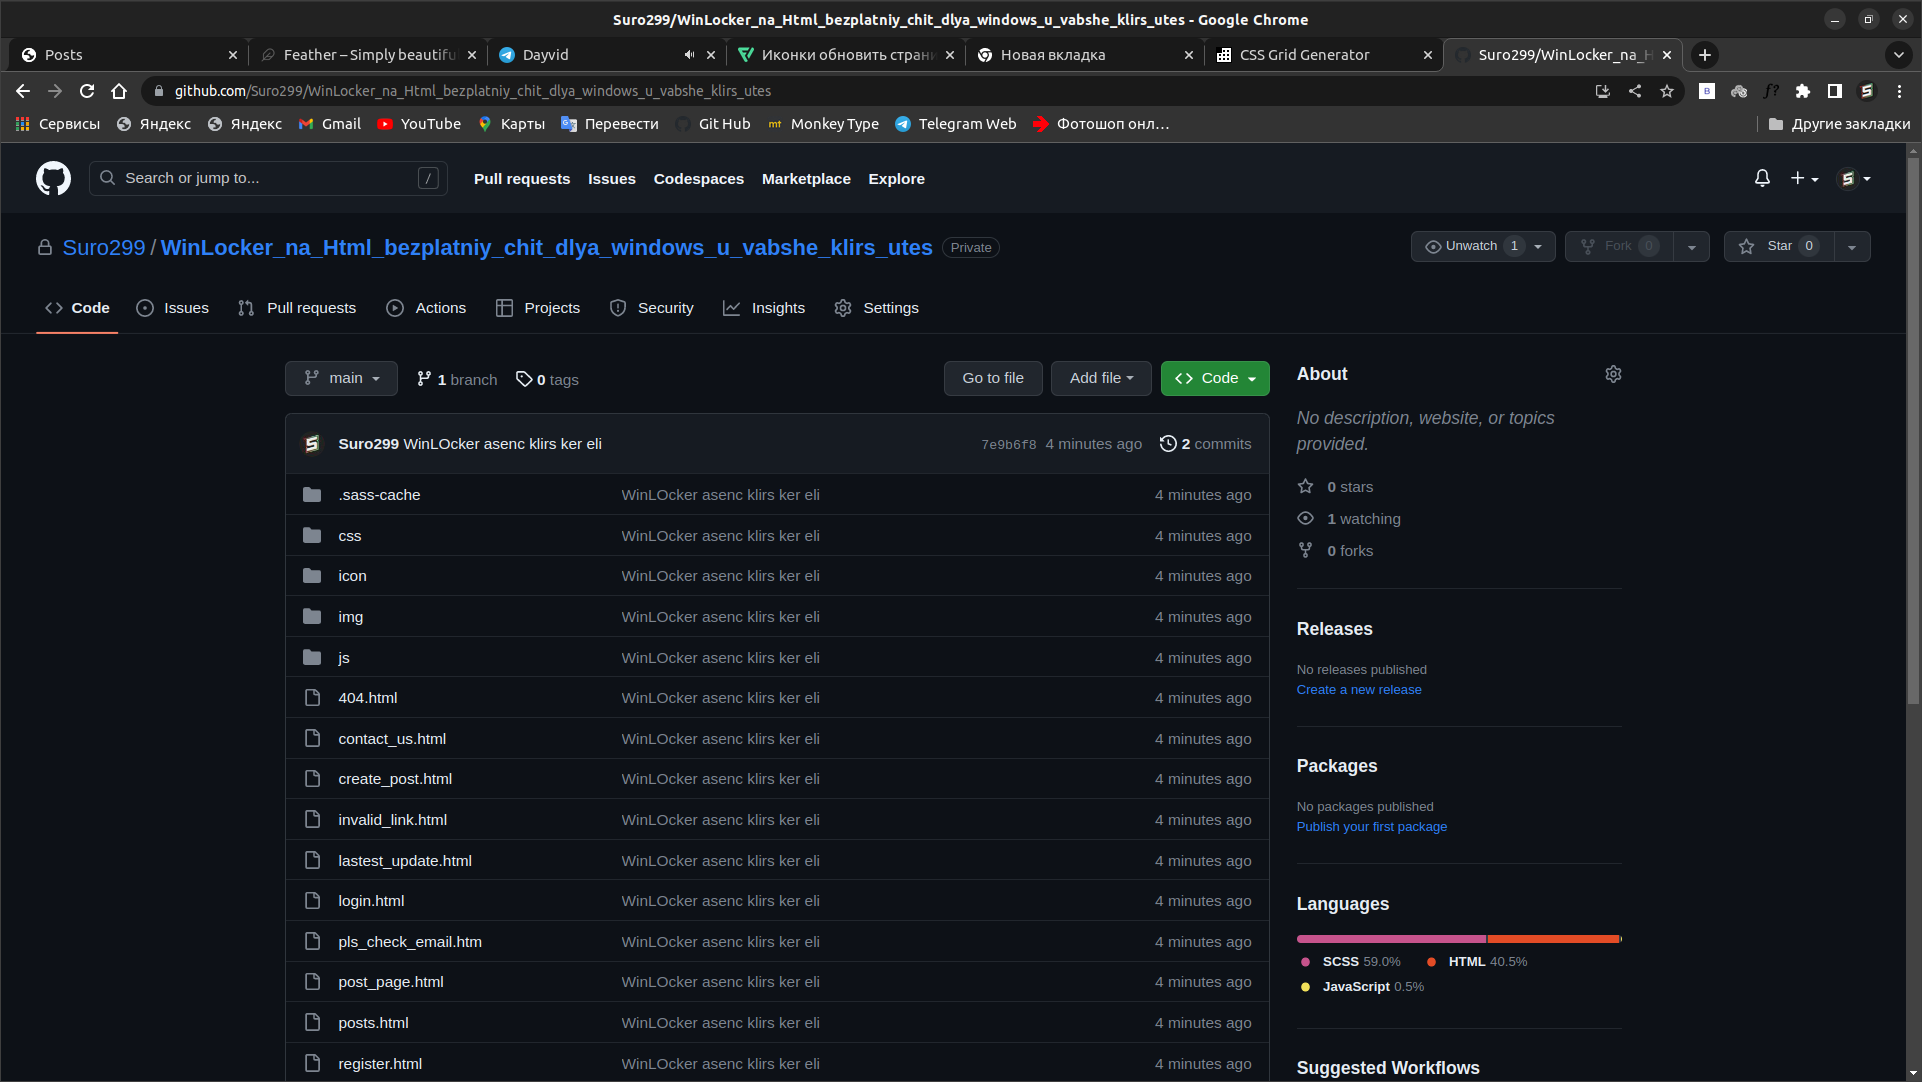 Suro299/WinLocker_na_Html_bezplatniy_chit_dlya_windows_u_vabshe_klirs_utes - Google Chrome
Posts
Feather – Simply beautiful
Dayvid
Иконки обновить страни
Новая вкладка
CSS Grid Generator
Suro299/WinLocker_na_H
github.com/Suro299/WinLocker_na_Html_bezplatniy_chit_dlya_windows_u_vabshe_klirs_utes
Сервисы
Яндекс
Яндекс
Gmail
YouTube
Карты
Перевести
Git Hub
Monkey Type
Telegram Web
Фотошоп онл...
Другие закладки
Search or jump to... /
Pull requests Issues Codespaces Marketplace Explore
Suro299 / WinLocker_na_Html_bezplatniy_chit_dlya_windows_u_vabshe_klirs_utes Private
Unwatch 1
Fork 0
Star 0
Code Issues Pull requests Actions Projects Security Insights Settings
main 1 branch 0 tags
Go to file Add file Code
Suro299 WinLOcker asenc klirs ker eli 7e9b6f8 4 minutes ago 2 commits
.sass-cache WinLOcker asenc klirs ker eli 4 minutes ago
css WinLOcker asenc klirs ker eli 4 minutes ago
icon WinLOcker asenc klirs ker eli 4 minutes ago
img WinLOcker asenc klirs ker eli 4 minutes ago
js WinLOcker asenc klirs ker eli 4 minutes ago
404.html WinLOcker asenc klirs ker eli 4 minutes ago
contact_us.html WinLOcker asenc klirs ker eli 4 minutes ago
create_post.html WinLOcker asenc klirs ker eli 4 minutes ago
invalid_link.html WinLOcker asenc klirs ker eli 4 minutes ago
lastest_update.html WinLOcker asenc klirs ker eli 4 minutes ago
login.html WinLOcker asenc klirs ker eli 4 minutes ago
pls_check_email.htm WinLOcker asenc klirs ker eli 4 minutes ago
post_page.html WinLOcker asenc klirs ker eli 4 minutes ago
posts.html WinLOcker asenc klirs ker eli 4 minutes ago
register.html WinLOcker asenc klirs ker eli 4 minutes ago
About
No description, website, or topics
provided.
0 stars
1 watching
0 forks
Releases
No releases published
Create a new release
Packages
No packages published
Publish your first package
Languages
SCSS 59.0% HTML 40.5%
JavaScript 0.5%
Suggested Workflows